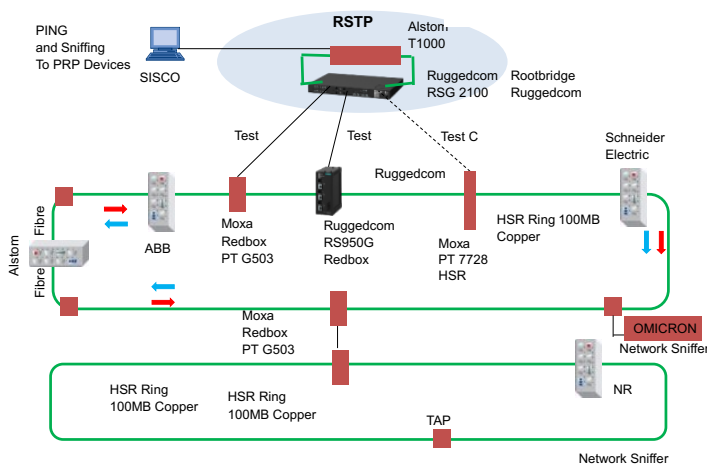 RSTP
PING
and Sniffing
To PRP Devices
SISCO
Alstom
T1000
Ruggedcom
RSG 2100
Rootbridge
Ruggedcom
Test
Test
Test C
Ruggedcom
Schneider
Electric
Alstom
Fibre
Fibre
ABB
Moxa
Redbox
PT G503
Ruggedcom
RS950G
Redbox
Moxa
PT 7728
HSR
HSR Ring 100MB
Copper
Moxa
Redbox
PT G503
OMICRON
Network Sniffer
HSR Ring
100MB Copper
HSR Ring
100MB Copper
NR
TAP
Network Sniffer